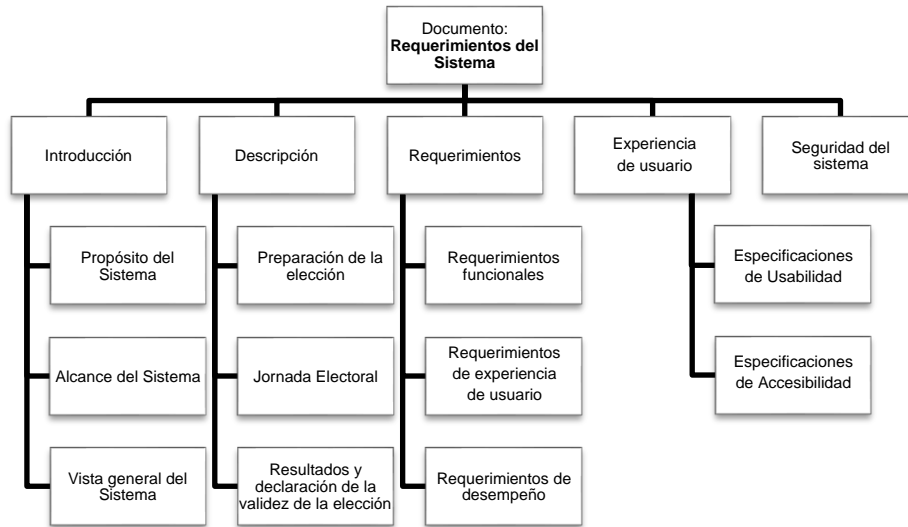 Documento:
Requerimientos del
Sistema
Introducción
Descripción
Requerimientos
Experiencia
de usuario
Seguridad del
sistema
Propósito del
Sistema
Preparación de la
elección
Requerimientos
funcionales
Especificaciones
de Usabilidad
Alcance del Sistema
Jornada Electoral
Requerimientos
de experiencia
de usuario
Especificaciones
de Accesibilidad
Vista general del
Sistema
Resultados y
declaración de la
validez de la elección
Requerimientos de
desempeño